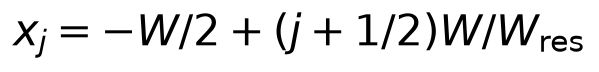 x_j = −W/2 + (j + 1/2)W/W_res